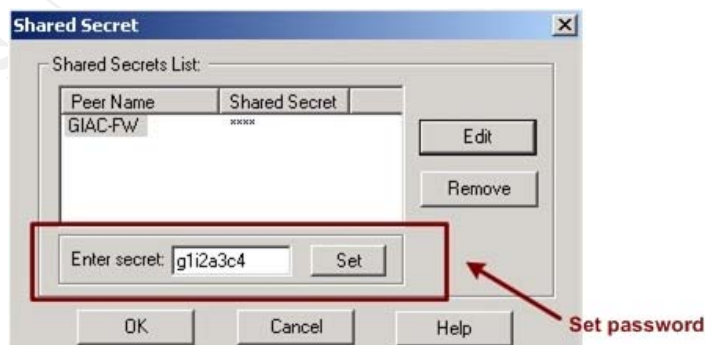 Shared Secret
Shared Secrets List:
Peer Name Shared Secret
GIAC-FW ****
Edit
Remove
Enter secret: g1i2a3c4 Set
OK Cancel Help
Set password